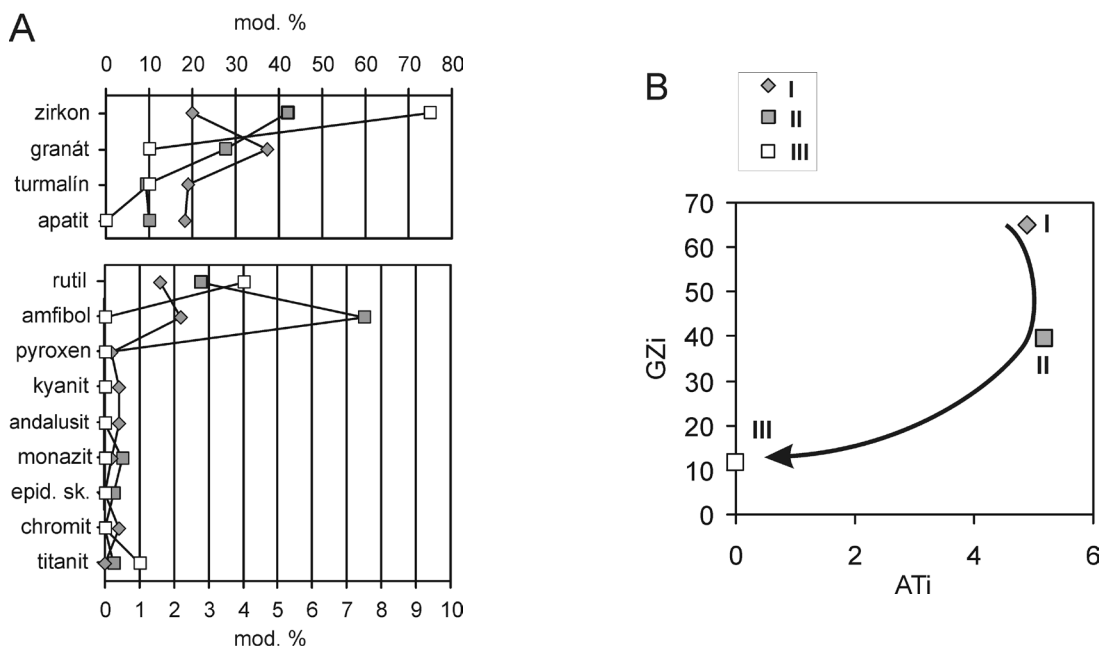 A
mod. %
0 10 20 30 40 50 60 70 80
zirkon
granát
turmalín
apatit
rutil
amfibol
pyroxen
kyanit
andalusit
monazit
epid. sk.
chromit
titanit
0 1 2 3 4 5 6 7 8 9 10
mod. %
B
I
II
III
70
60
50
40
30
20
10
0
GZi
I
II
III
0 2 4 6
ATi